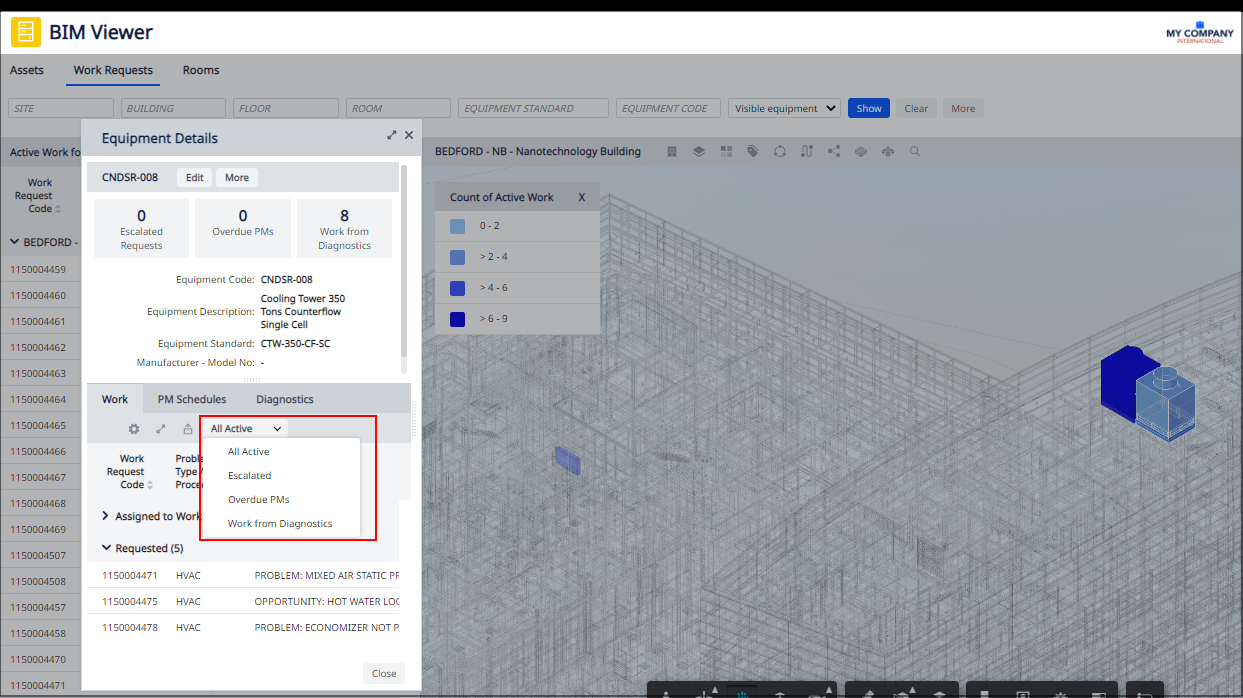 BIM Viewer
MY COMPANY
INTERNATIONAL
Assets
Work Requests
Rooms
SITE
BUILDING
FLOOR
ROOM
EQUIPMENT STANDARD
EQUIPMENT CODE
Visible equipment
Show
Clear
More
Active Work fo
Work
Request
Code
BEDFORD -
1150004459
1150004460
1150004461
1150004462
1150004463
1150004464
1150004465
1150004466
1150004467
1150004468
1150004469
1150004507
1150004508
1150004457
1150004458
1150004470
1150004471
Equipment Details
CNDSR-008
Edit
More
0
Escalated
Requests
0
Overdue PMs
8
Work from
Diagnostics
Equipment Code: CNDSR-008
Equipment Description: Cooling Tower 350
Tons Counterflow
Single Cell
Equipment Standard: CTW-350-CF-SC
Manufacturer - Model No: -
Work
PM Schedules
Diagnostics
All Active
All Active
Escalated
Overdue PMs
Work from Diagnostics
Work
Request
Code
Proble
Type /
Proce
Assigned to Work
Requested (5)
1150004471 HVAC PROBLEM: MIXED AIR STATIC PR
1150004475 HVAC OPPORTUNITY: HOT WATER LOO
1150004478 HVAC PROBLEM: ECONOMIZER NOT P
Close
BEDFORD - NB - Nanotechnology Building
Count of Active Work X
0 - 2
> 2 - 4
> 4 - 6
> 6 - 9